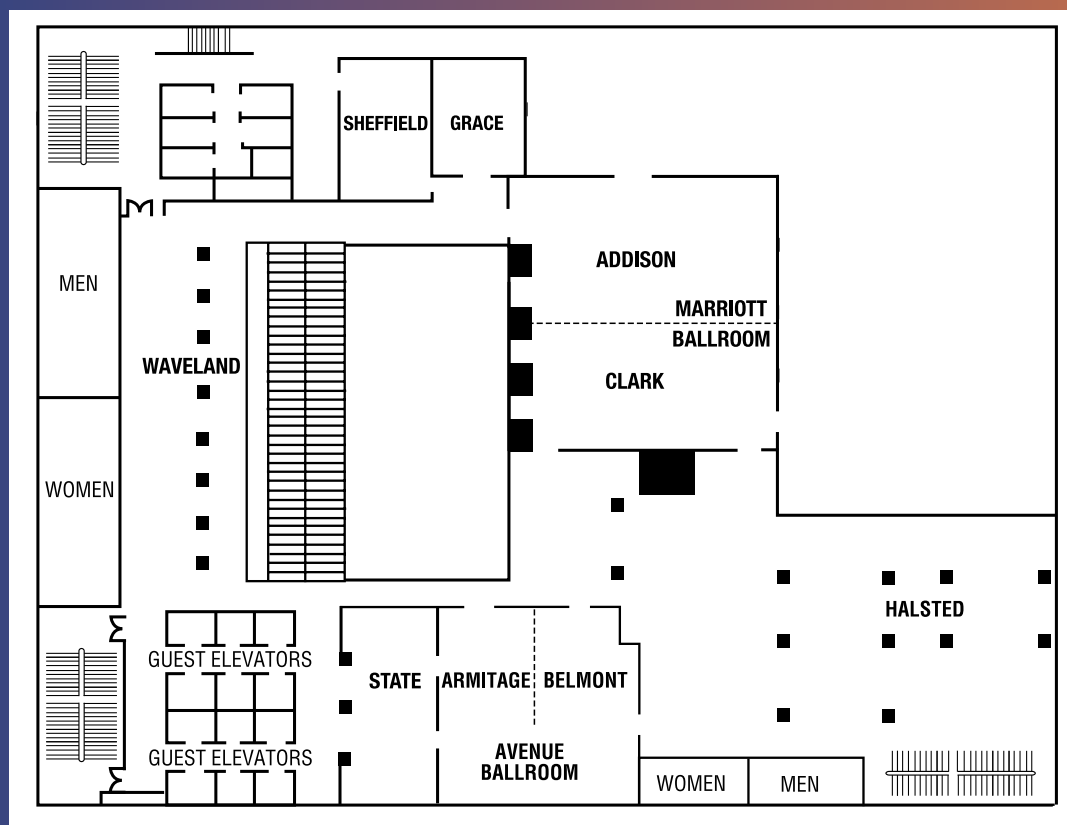 SHEFFIELD
GRACE
ADDISON
MEN
MARRIOTT
BALLROOM
WAVELAND
CLARK
WOMEN
HALSTED
GUEST ELEVATORS
STATE
ARMITAGE
BELMONT
GUEST ELEVATORS
AVENUE
BALLROOM
WOMEN
MEN